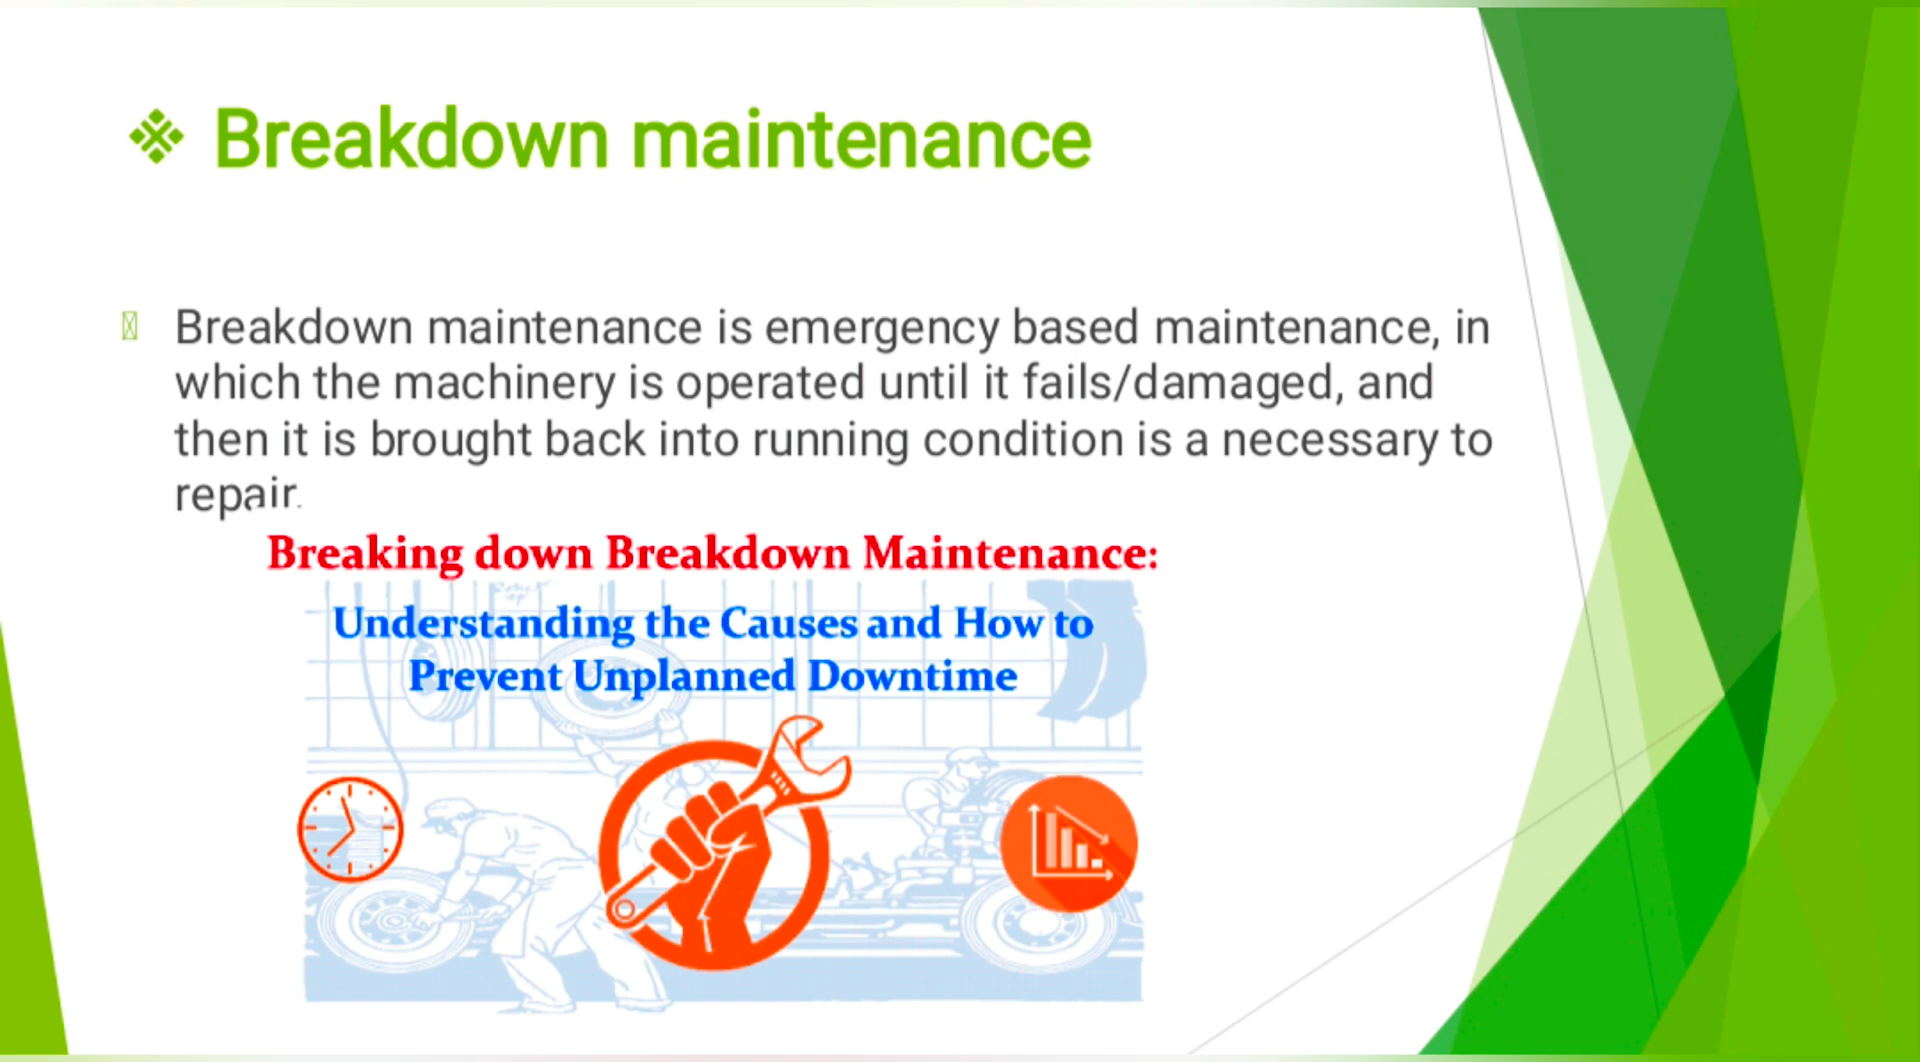 ❖ Breakdown maintenance
Breakdown maintenance is emergency based maintenance, in
which the machinery is operated until it fails/damaged, and
then it is brought back into running condition is a necessary to
repair.
Breaking down Breakdown Maintenance:
Understanding the Causes and How to
Prevent Unplanned Downtime